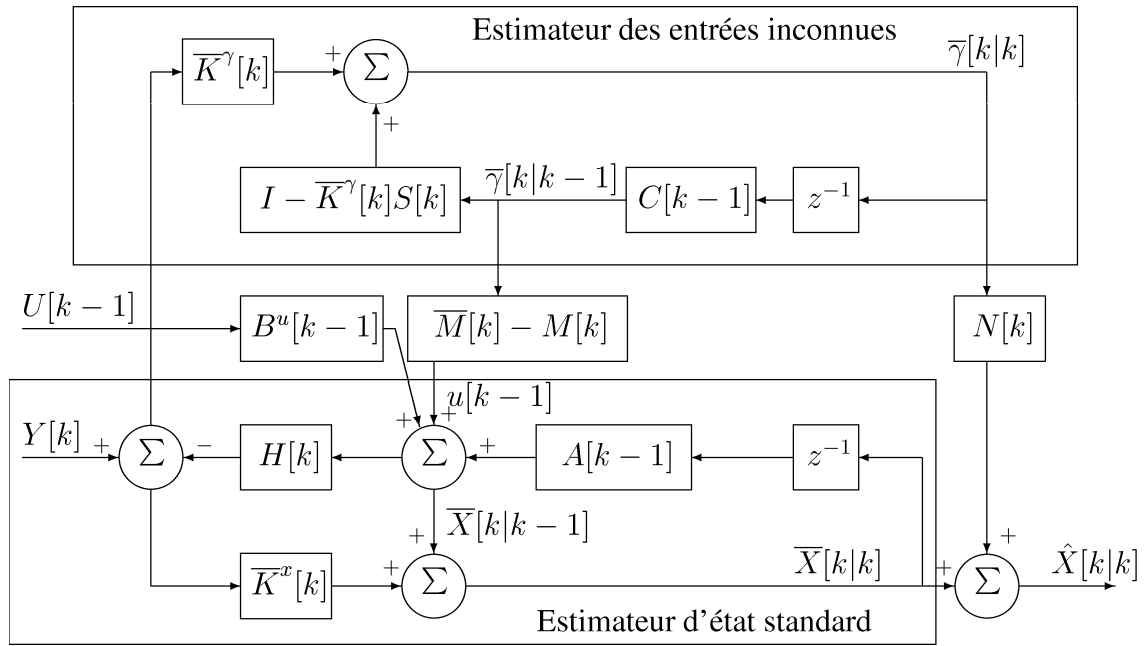 Estimateur des entrées inconnues
K̅^γ[k]
+
Σ
γ̅[k|k]
+
I − K̅^γ[k]S[k]
γ̅[k|k − 1]
C[k − 1]
z^{−1}
U[k − 1]
B^u[k − 1]
M̅[k] − M[k]
N[k]
u[k − 1]
+
+
Y[k]
+
Σ
−
H[k]
Σ
+
A[k − 1]
z^{−1}
X̅[k|k − 1]
+
+
K̅^x[k]
+
Σ
X̅[k|k]
+
Σ
X̂[k|k]
Estimateur d'état standard